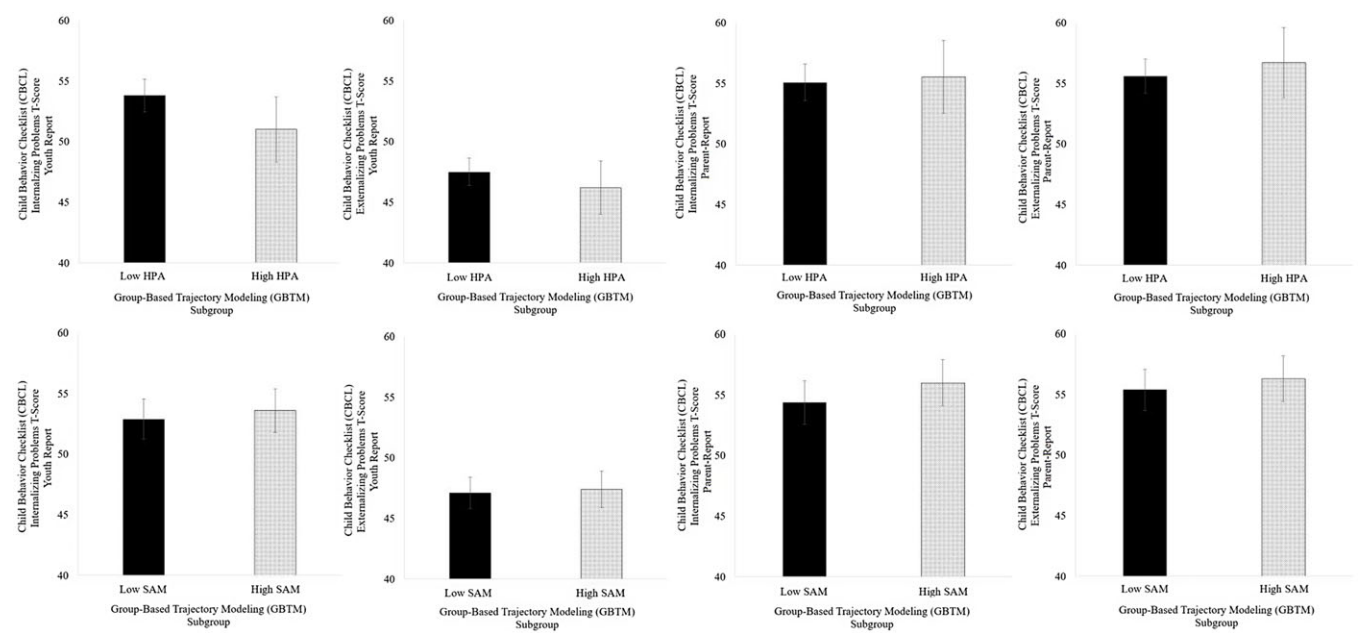 Child Behavior Checklist (CBCL)
Internalizing Problems T-Score
Youth Report
60
55
50
45
40
Low HPA
High HPA
Group-Based Trajectory Modeling (GBTM)
Subgroup
Child Behavior Checklist (CBCL)
Externalizing Problems T-Score
Youth Report
60
55
50
45
40
Low HPA
High HPA
Group-Based Trajectory Modeling (GBTM)
Subgroup
Child Behavior Checklist (CBCL)
Internalizing Problems T-Score
Parent-Report
60
55
50
45
40
Low HPA
High HPA
Group-Based Trajectory Modeling (GBTM)
Subgroup
Child Behavior Checklist (CBCL)
Externalizing Problems T-Score
Parent-Report
60
55
50
45
40
Low HPA
High HPA
Group-Based Trajectory Modeling (GBTM)
Subgroup
Child Behavior Checklist (CBCL)
Internalizing Problems T-Score
Youth Report
60
55
50
45
40
Low SAM
High SAM
Group-Based Trajectory Modeling (GBTM)
Subgroup
Child Behavior Checklist (CBCL)
Externalizing Problems T-Score
Youth Report
60
55
50
45
40
Low SAM
High SAM
Group-Based Trajectory Modeling (GBTM)
Subgroup
Child Behavior Checklist (CBCL)
Internalizing Problems T-Score
Parent-Report
60
55
50
45
40
Low SAM
High SAM
Group-Based Trajectory Modeling (GBTM)
Subgroup
Child Behavior Checklist (CBCL)
Externalizing Problems T-Score
Parent-Report
60
55
50
45
40
Low SAM
High SAM
Group-Based Trajectory Modeling (GBTM)
Subgroup